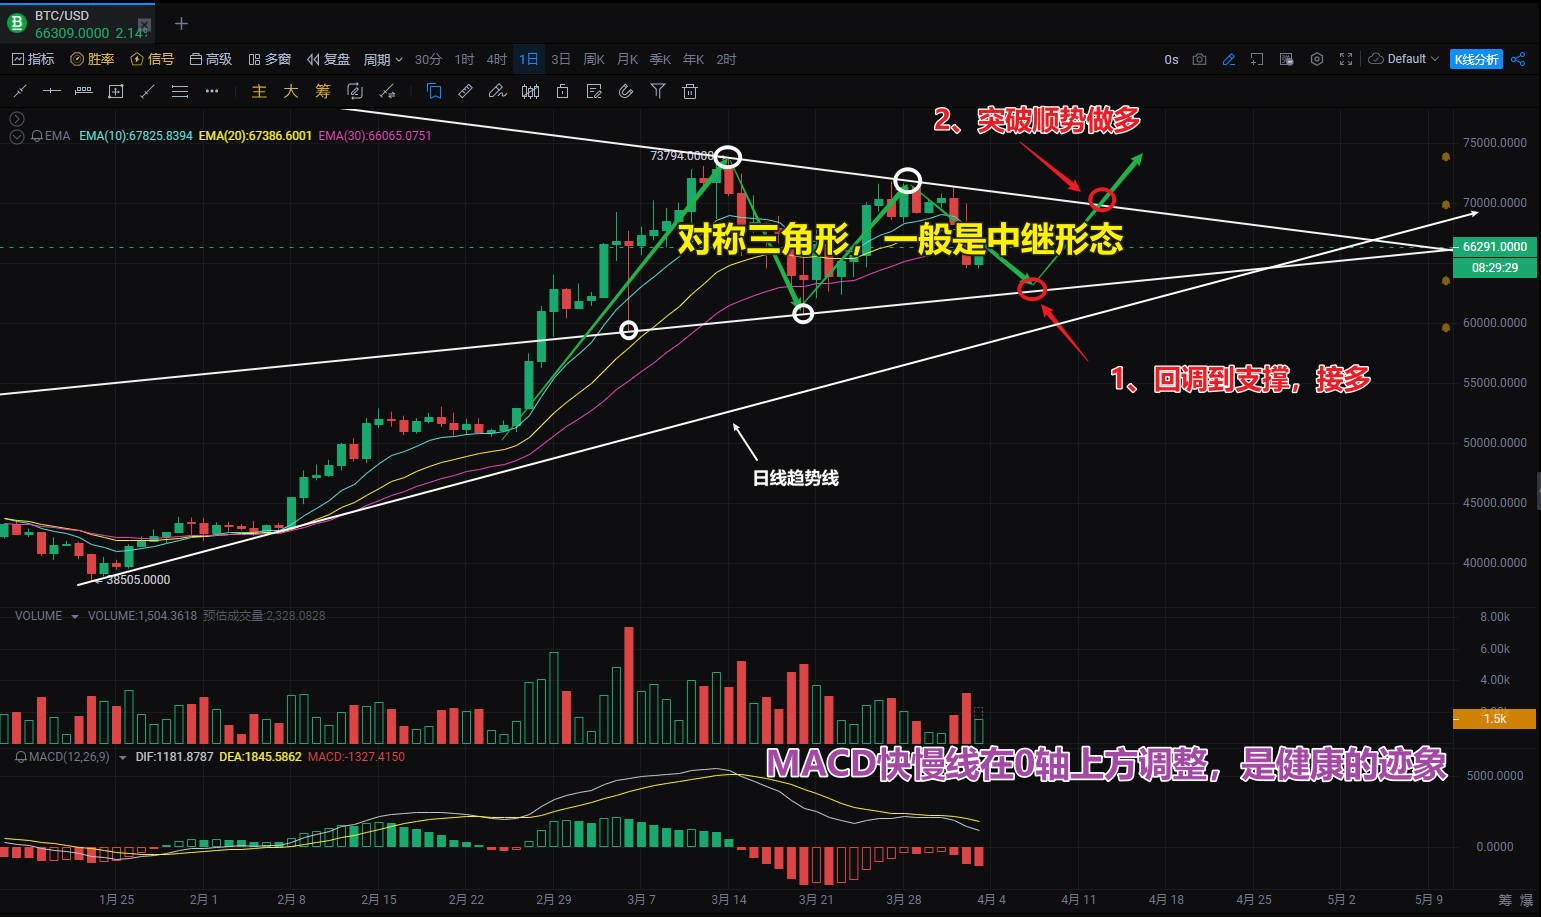 BTC/USD
66309.0000 2.14
指标 胜率 信号 高级 多窗 复盘 周期 30分 1时 4时 1日 3日 周K 月K 季K 年K 2时 0s Default K线分析
主 大 筹
EMA EMA(10):67825.8394 EMA(20):67386.6001 EMA(30):66065.0751
2、突破顺势做多
75000.0000
73794.0000
70000.0000
对称三角形，一般是中继形态
66291.0000
08:29:29
60000.0000
1、回调到支撑，接多
55000.0000
50000.0000
日线趋势线
45000.0000
40000.0000
38505.0000
VOLUME VOLUME:1,504.3618 预估成交量:2,328.0828
8.00k
6.00k
4.00k
1.5k
MACD(12,26,9) DIF:1181.8787 DEA:1845.5862 MACD:-1327.4150
MACD快慢线在0轴上方调整，是健康的迹象
5000.0000
0.0000
1月 25 2月 1 2月 8 2月 15 2月 22 2月 29 3月 7 3月 14 3月 21 3月 28 4月 4 4月 11 4月 18 4月 25 5月 2 5月 9 筹 爆